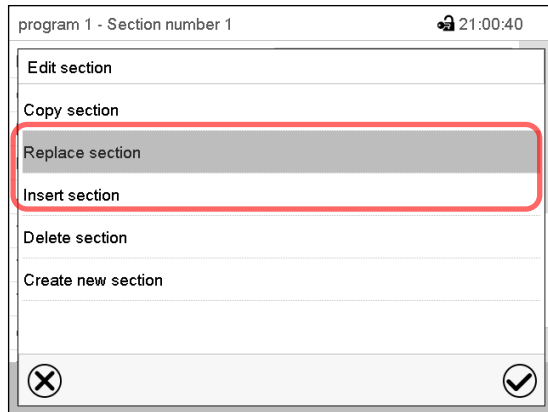 program 1 - Section number 1 21:00:40
Edit section
Copy section
Replace section
Insert section
Delete section
Create new section